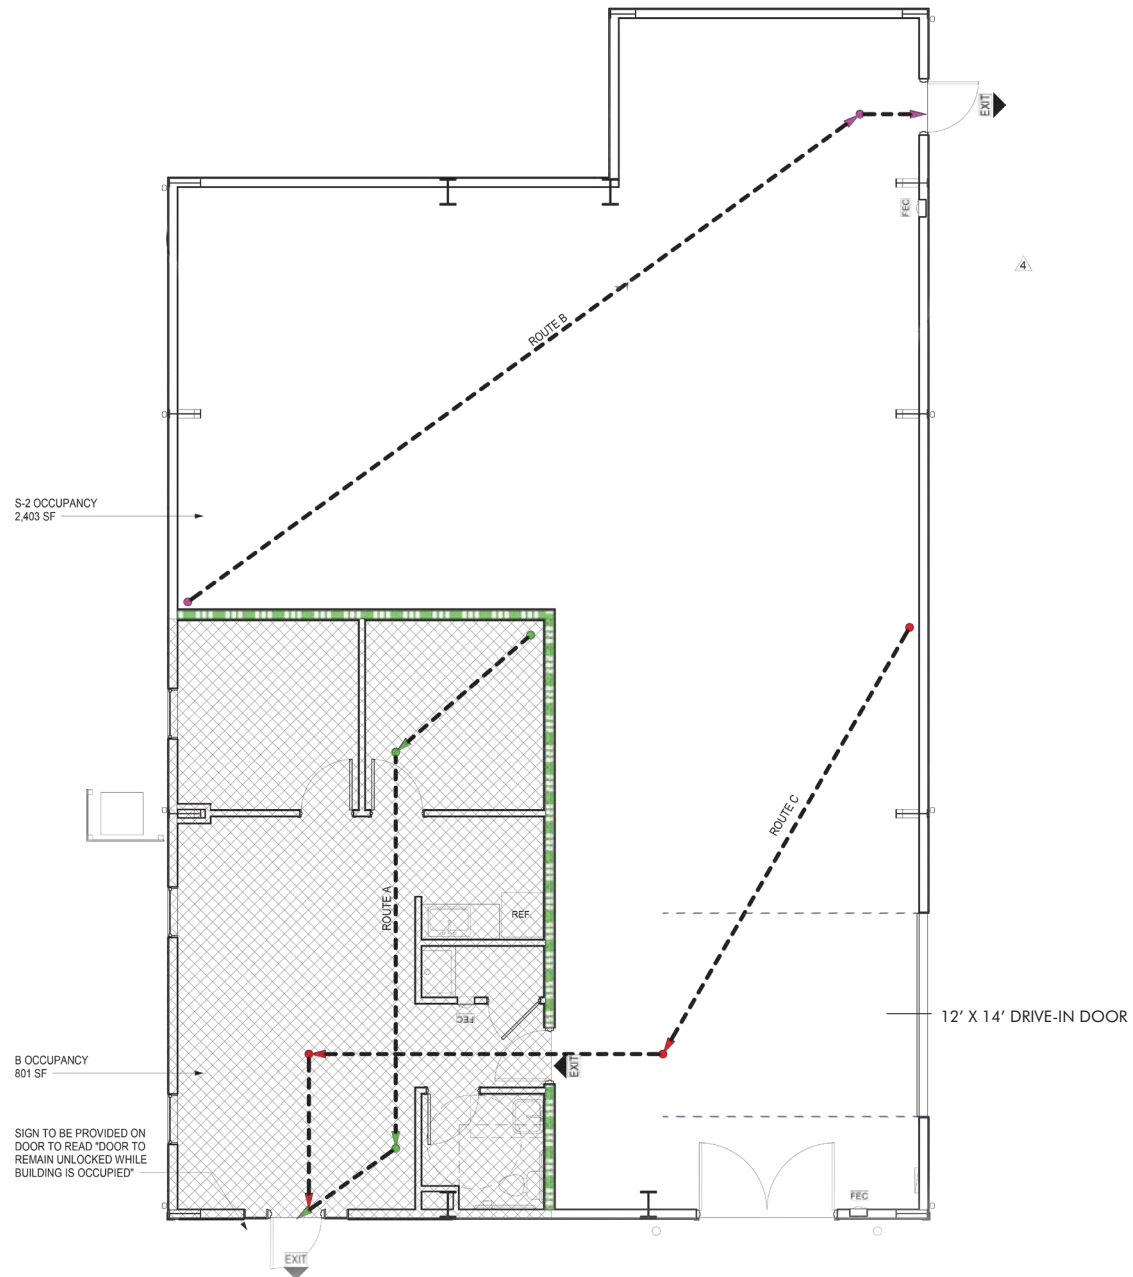 EXIT
FEC
4
ROUTE B
S-2 OCCUPANCY
2,403 SF
ROUTE C
ROUTE A
REF.
FEC
12' X 14' DRIVE-IN DOOR
EXIT
B OCCUPANCY
801 SF
SIGN TO BE PROVIDED ON
DOOR TO READ "DOOR TO
REMAIN UNLOCKED WHILE
BUILDING IS OCCUPIED"
FEC
EXIT